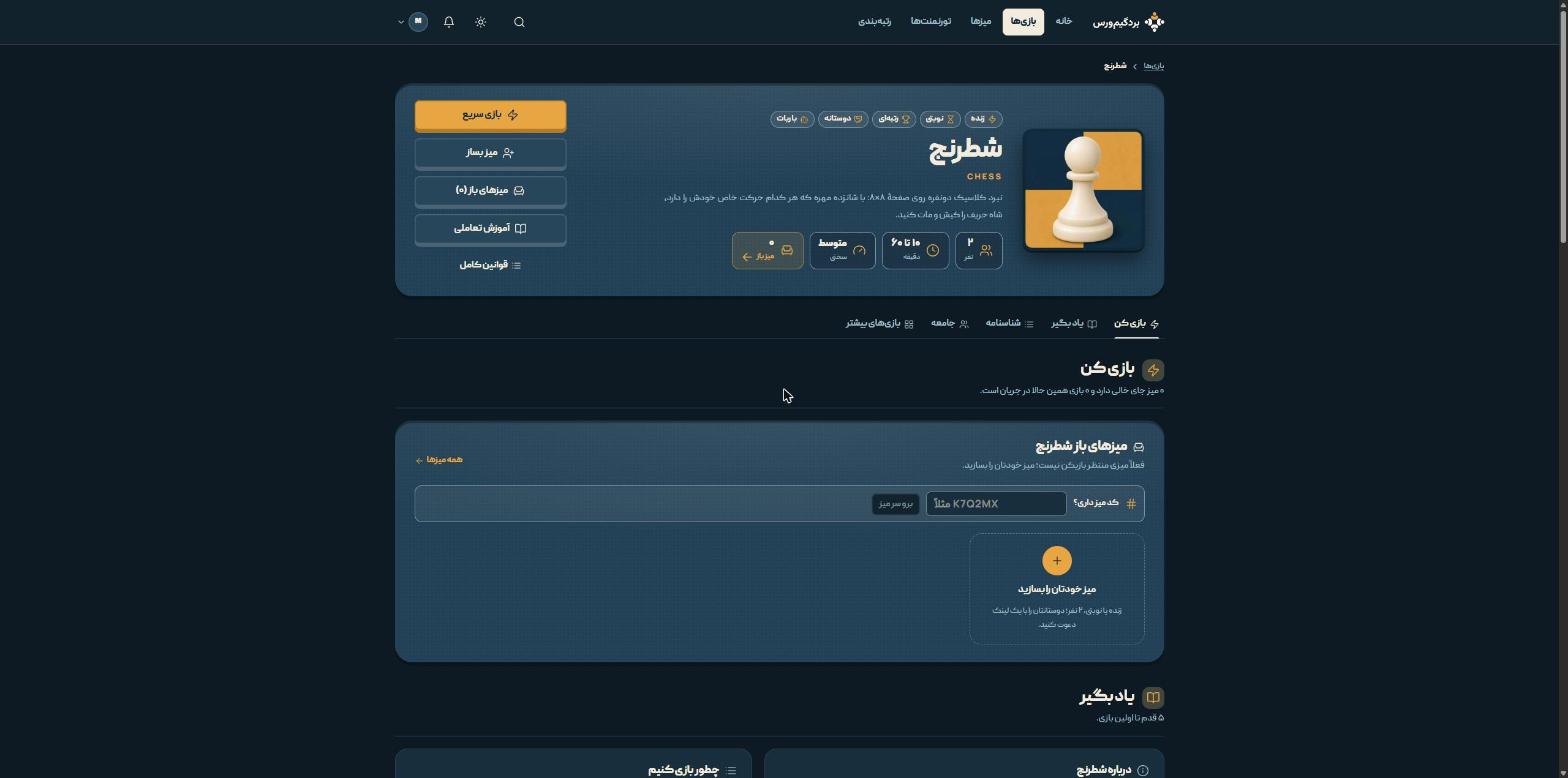 بردگیم‌ورس
خانه
بازی‌ها
میزها
تورنمنت‌ها
رتبه‌بندی
بازی‌ها
شطرنج
زنده
نوبتی
رتبه‌ای
دوستانه
با ربات
شطرنج
CHESS
نبرد کلاسیک دونفره روی صفحهٔ ۸×۸: با شانزده مهره که هر کدام حرکت خاص خودش را دارد،
شاه حریف را کیش و مات کنید.
۲
نفر
۱۰ تا ۶۰
دقیقه
متوسط
سختی
۰
میز باز
بازی سریع
میز بساز
میزهای باز (۰)
آموزش تعاملی
قوانین کامل
بازی کن
یاد بگیر
شناسنامه
جامعه
بازی‌های بیشتر
بازی کن
۰ میز جای خالی دارد و ۰ بازی همین حالا در جریان است.
میزهای باز شطرنج
فعلاً میزی منتظر بازیکن نیست؛ میز خودتان را بسازید.
همه میزها
کد میز داری؟
مثلاً K7Q2MX
برو سر میز
میز خودتان را بسازید
زنده یا نوبتی، ۲ نفر؛ دوستانتان را با یک لینک
دعوت کنید.
یاد بگیر
۵ قدم تا اولین بازی.
درباره شطرنج
چطور بازی کنیم